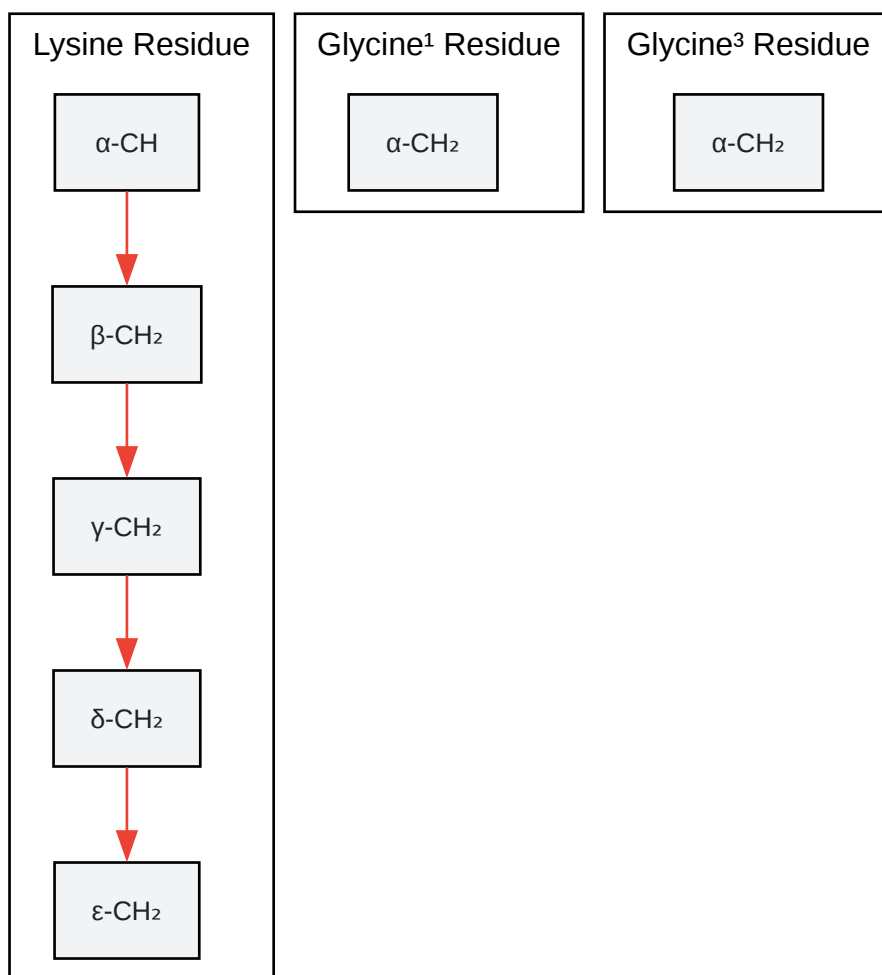 Lysine Residue
α-CH
β-CH₂
γ-CH₂
δ-CH₂
ε-CH₂
Glycine¹ Residue
α-CH₂
Glycine³ Residue
α-CH₂